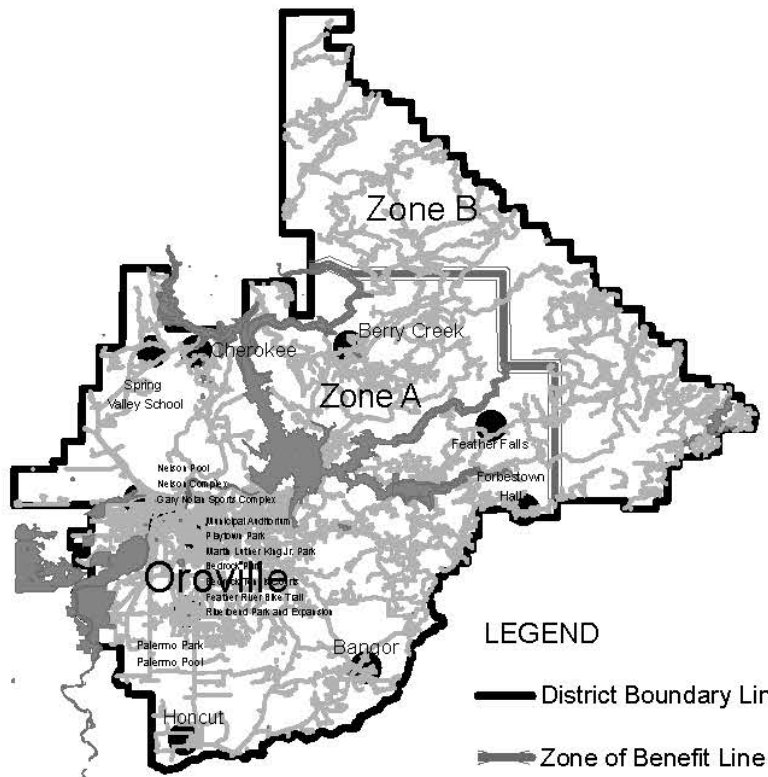 Zone B
Berry Creek
Cherokee
Spring
Valley School
Zone A
Feather Falls
Forbestown
Hall
Nelson Pool
Nelson Complex
Gary Nolan Sports Complex
Municipal Auditorium
Playtown Park
Martin Luther King Jr. Park
Bedrock Park
Oroville
Feather River Bike Trail
Riverbend Park and Expansion
Palermo Park
Palermo Pool
Bangor
Honcut
LEGEND
District Boundary Lin
Zone of Benefit Line